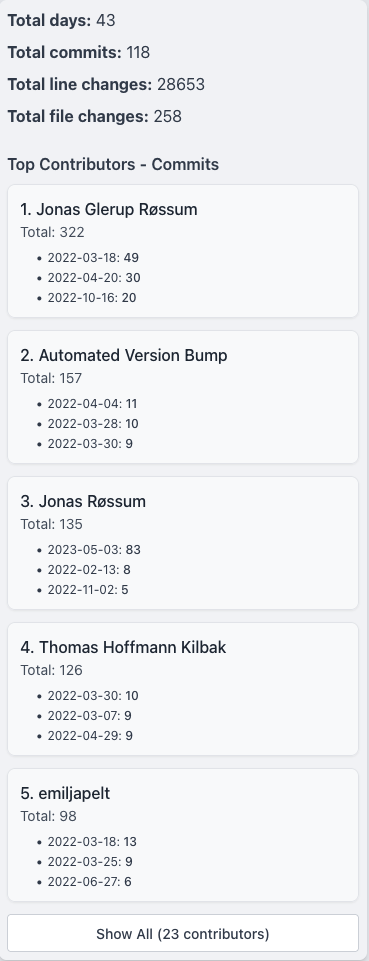 Total days: 43
Total commits: 118
Total line changes: 28653
Total file changes: 258
Top Contributors - Commits
1. Jonas Glerup Røssum
Total: 322
• 2022-03-18: 49
• 2022-04-20: 30
• 2022-10-16: 20
2. Automated Version Bump
Total: 157
• 2022-04-04: 11
• 2022-03-28: 10
• 2022-03-30: 9
3. Jonas Røssum
Total: 135
• 2023-05-03: 83
• 2022-02-13: 8
• 2022-11-02: 5
4. Thomas Hoffmann Kilbak
Total: 126
• 2022-03-30: 10
• 2022-03-07: 9
• 2022-04-29: 9
5. emiljapelt
Total: 98
• 2022-03-18: 13
• 2022-03-25: 9
• 2022-06-27: 6
Show All (23 contributors)